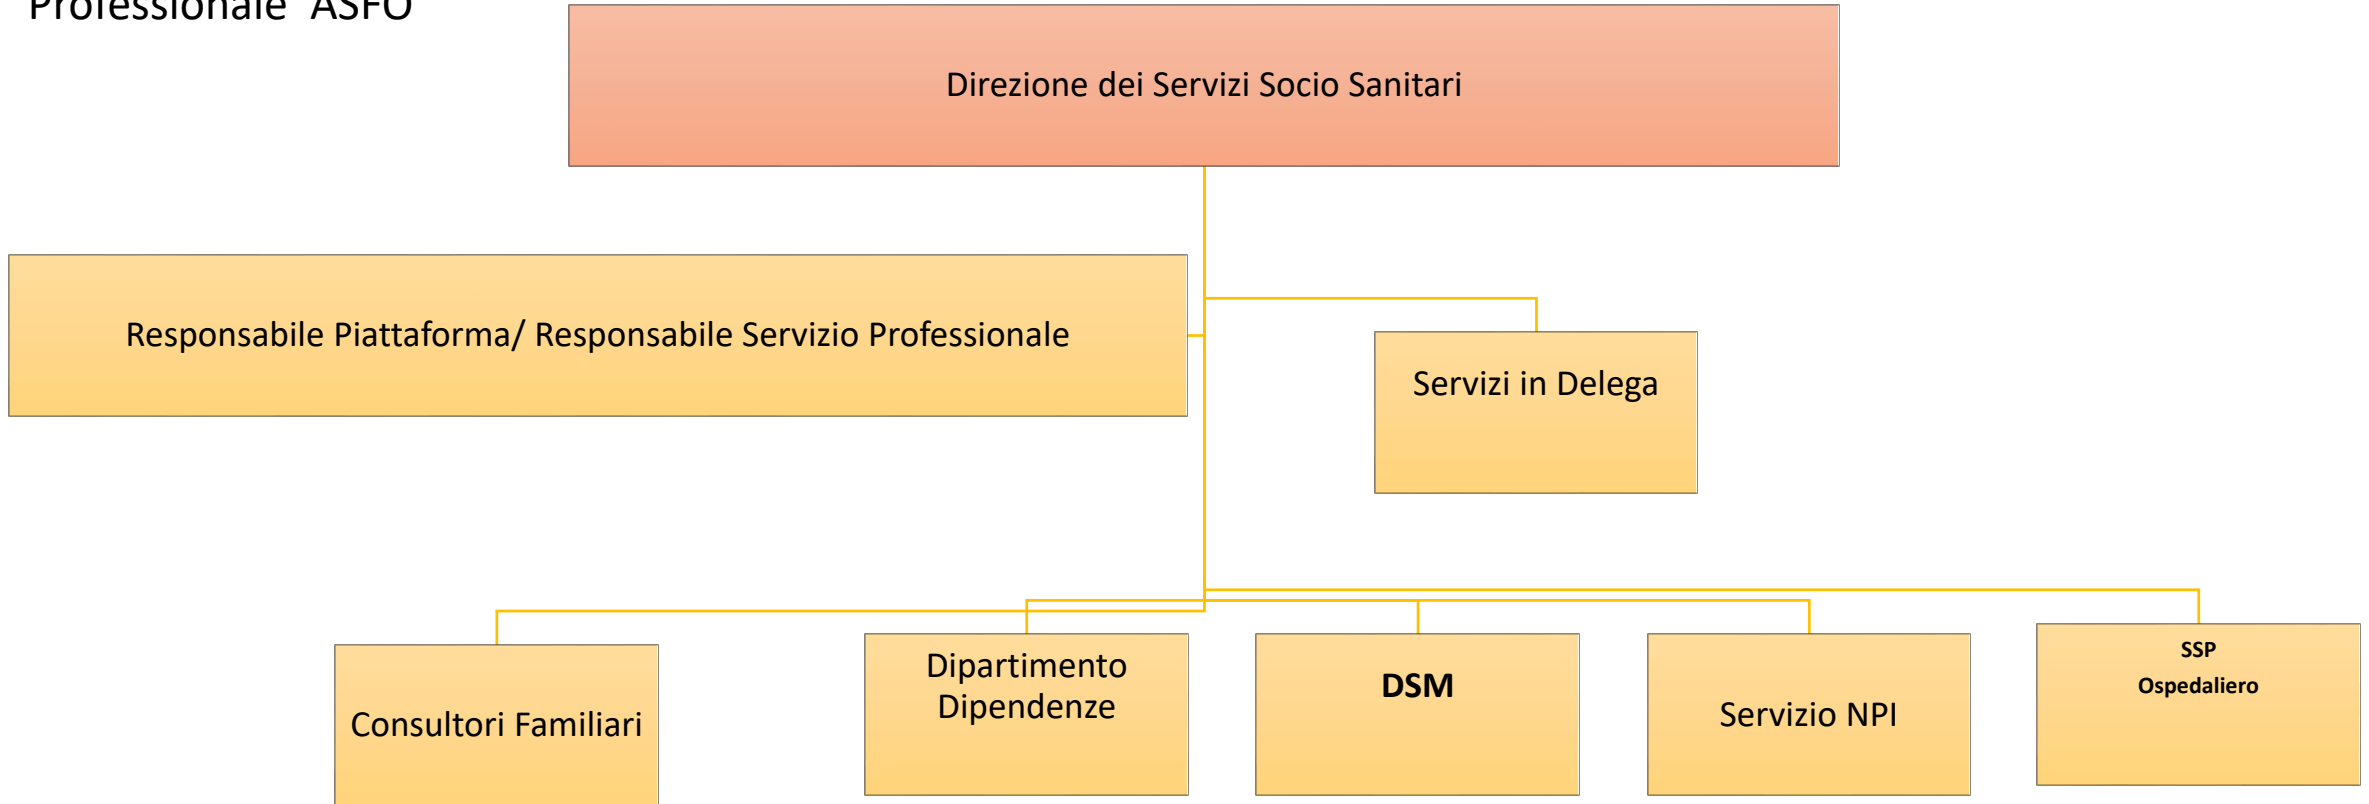 Professionale ASFO
Direzione dei Servizi Socio Sanitari
Responsabile Piattaforma/ Responsabile Servizio Professionale
Servizi in Delega
Consultori Familiari
Dipartimento
Dipendenze
DSM
Servizio NPI
SSP
Ospedaliero